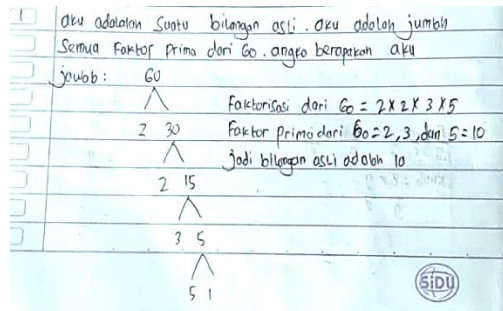 1
aku adalalah Suatu bilangan asli. aku adalah jumlah
Semua Faktor Prima dari 60. angka berapakah aku
jawab: 60
2 30 Faktorisasi dari 60 = 2 x 2 x 3 x 5
2 15 Faktor prima dari 60 = 2, 3, dan 5 = 10
3 5 jadi bilangan asli adalah 10
5 1
SiDU